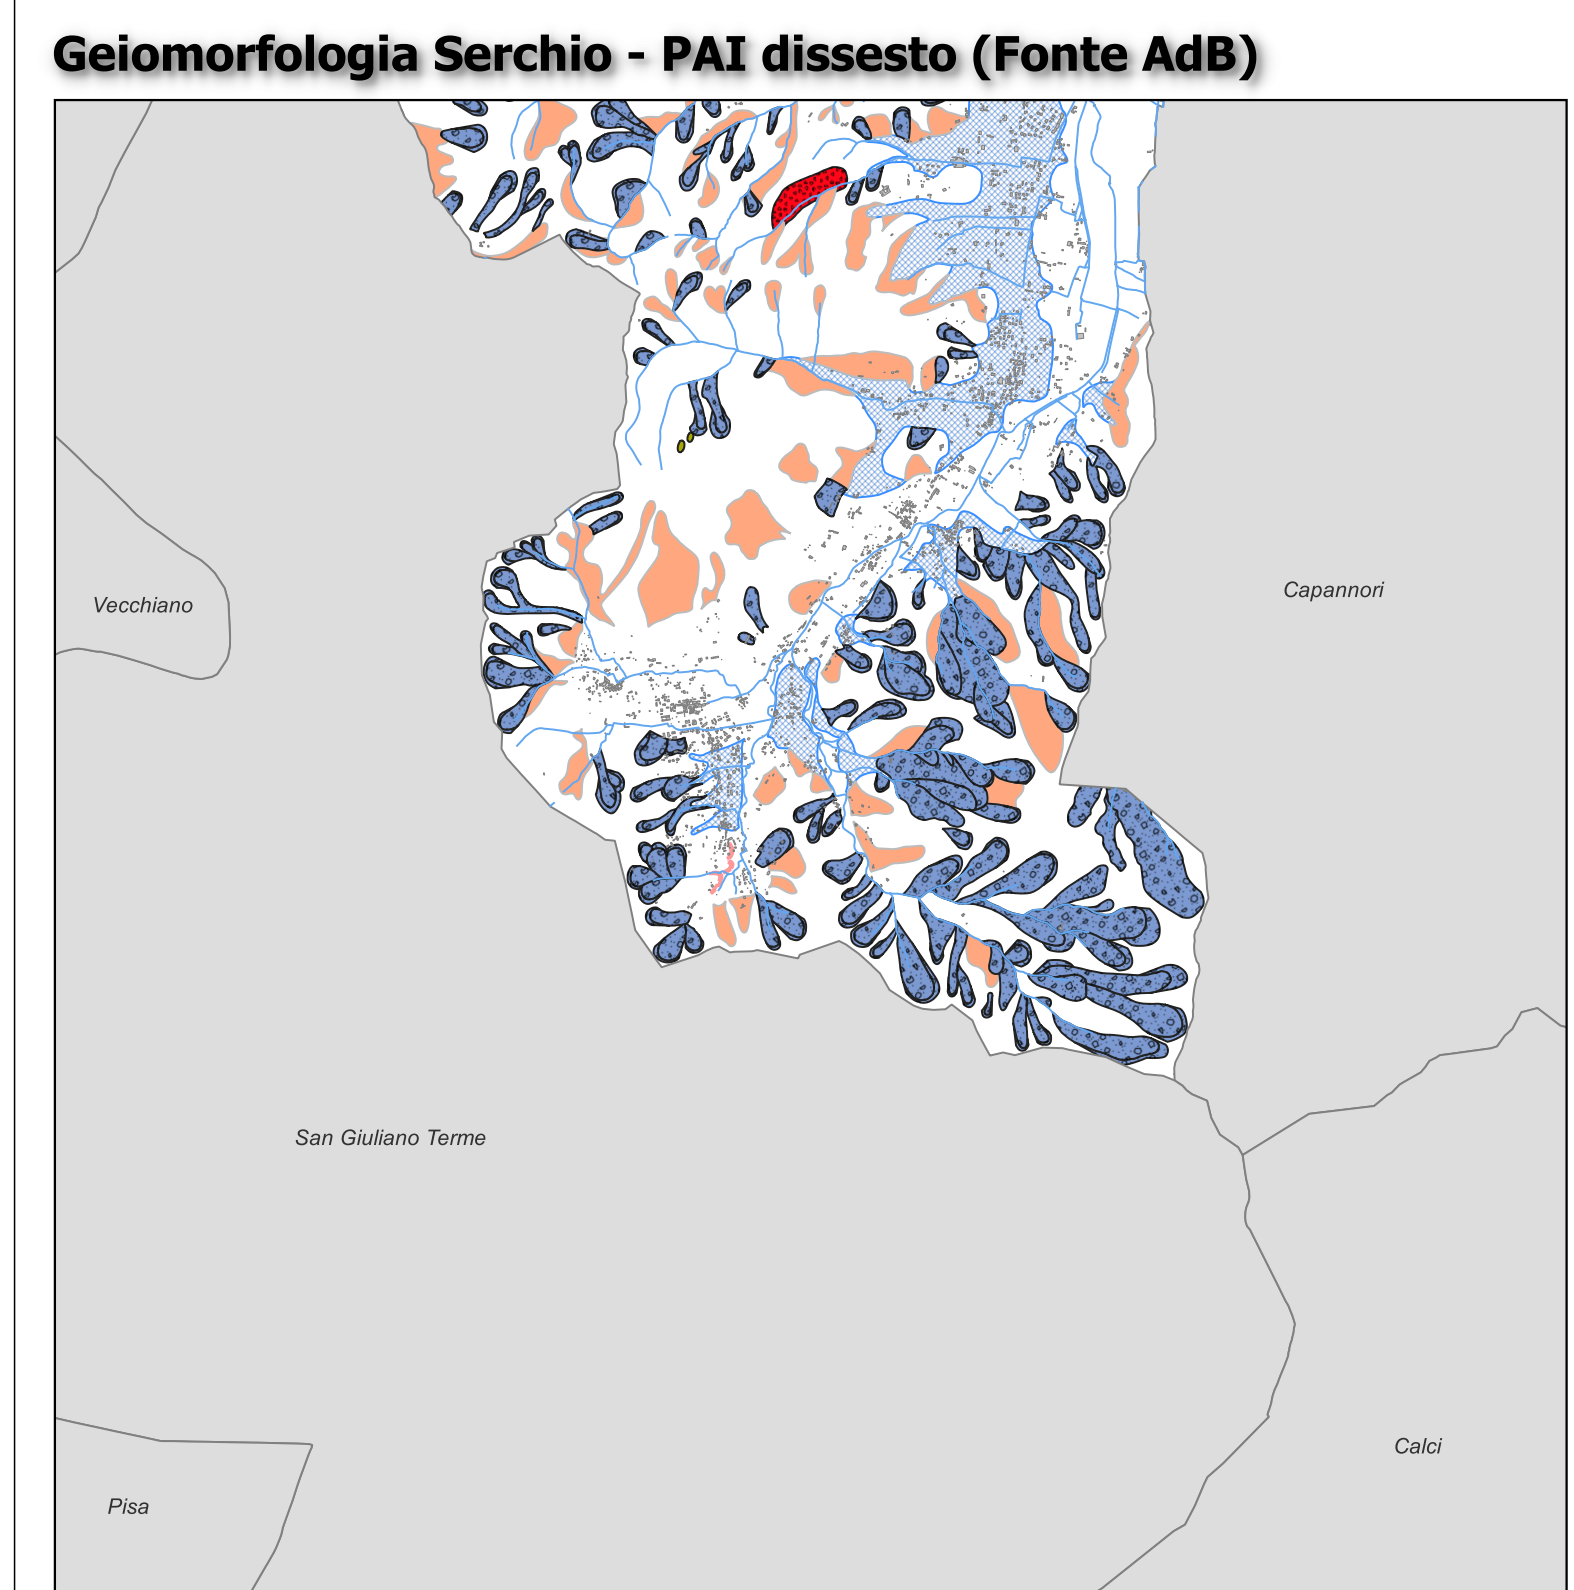 Geiomorfologia Serchio - PAI dissesto (Fonte AdB)
Capannori
Vecchiano
San Giuliano Terme
Calci
Pisa